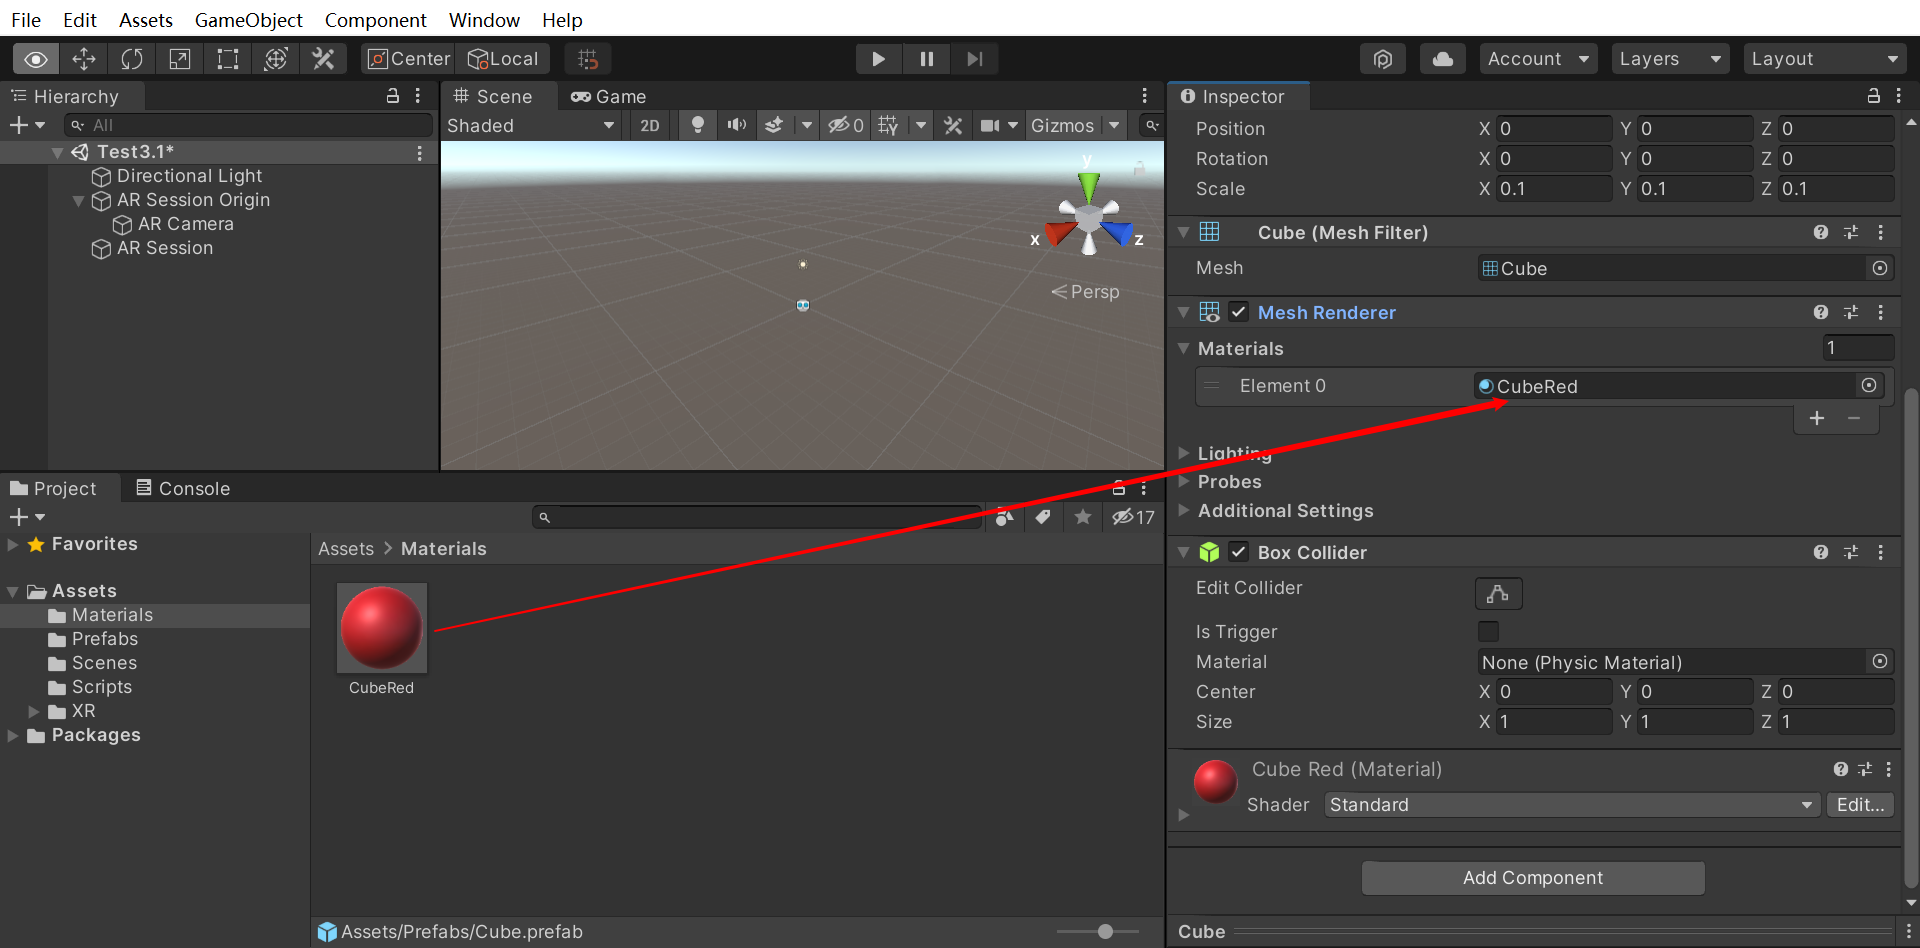 File Edit Assets GameObject Component Window Help
Center Local Account Layers Layout
Hierarchy
All
Test3.1*
Directional Light
AR Session Origin
AR Camera
AR Session
Scene Game
Shaded 2D 0 Gizmos
y
x z
Persp
Project Console
17
Favorites
Assets
Materials
Prefabs
Scenes
Scripts
XR
Packages
Assets > Materials
CubeRed
Assets/Prefabs/Cube.prefab
Inspector
Position X 0 Y 0 Z 0
Rotation X 0 Y 0 Z 0
Scale X 0.1 Y 0.1 Z 0.1
Cube (Mesh Filter)
Mesh Cube
Mesh Renderer
Materials 1
Element 0 CubeRed
Lighting
Probes
Additional Settings
Box Collider
Edit Collider
Is Trigger
Material None (Physic Material)
Center X 0 Y 0 Z 0
Size X 1 Y 1 Z 1
Cube Red (Material)
Shader Standard Edit...
Add Component
Cube